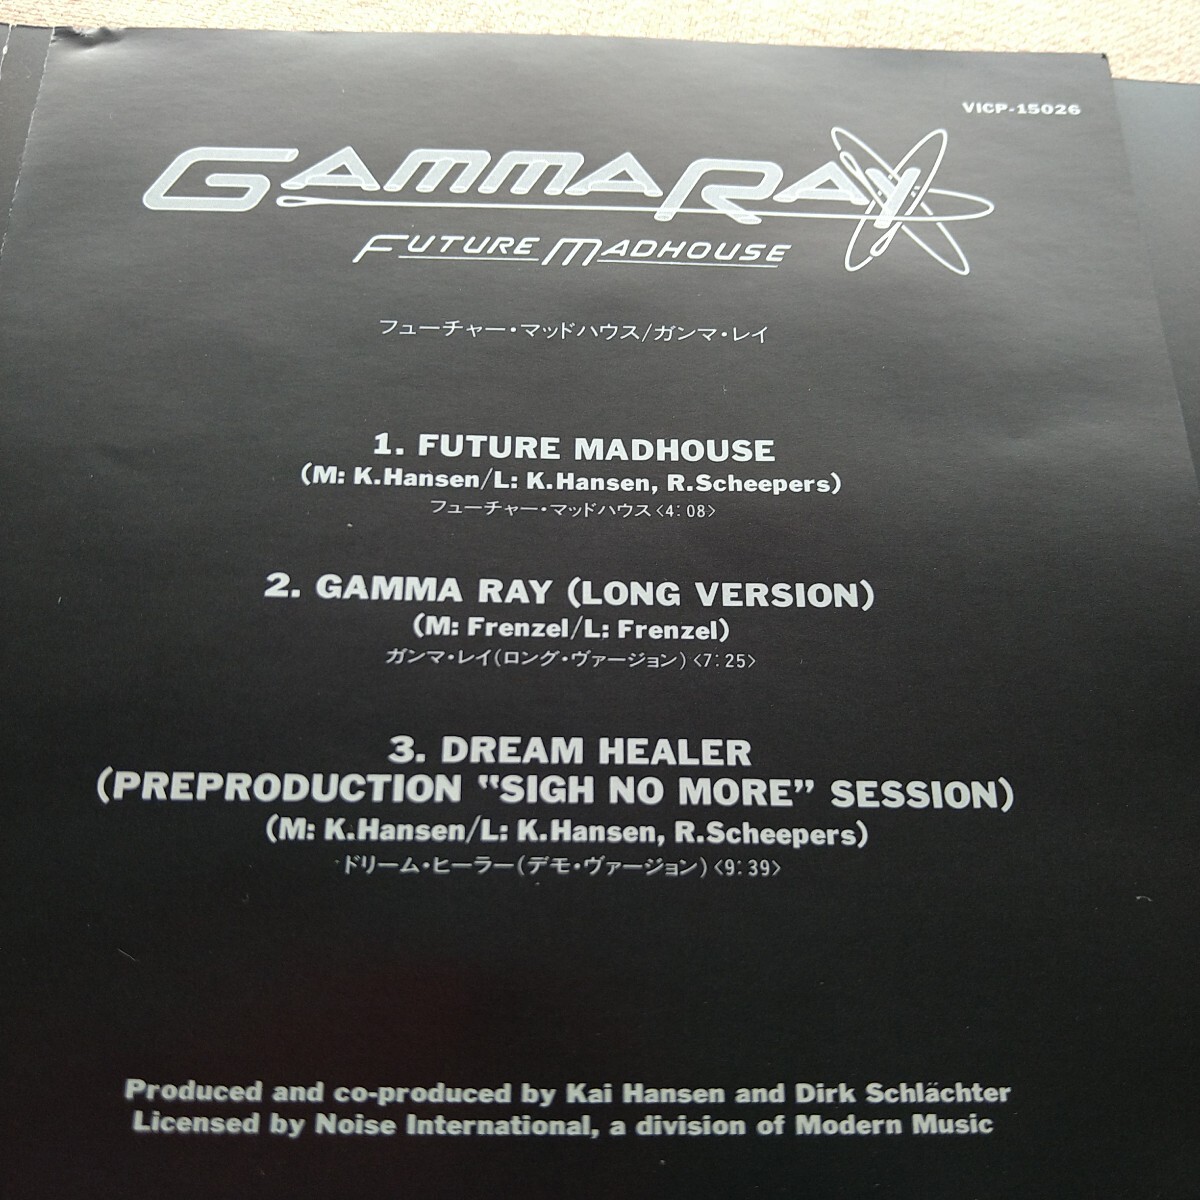 VICP-15026
GAMMA RAY
FUTURE MADHOUSE
フューチャー・マッドハウス/ガンマ・レイ
1. FUTURE MADHOUSE
(M: K.Hansen/L: K.Hansen, R.Scheepers)
フューチャー・マッドハウス<4:08>
2. GAMMA RAY (LONG VERSION)
(M: Frenzel/L: Frenzel)
ガンマ・レイ(ロング・ヴァージョン)<7:25>
3. DREAM HEALER
(PREPRODUCTION “SIGH NO MORE” SESSION)
(M: K.Hansen/L: K.Hansen, R.Scheepers)
ドリーム・ヒーラー(デモ・ヴァージョン)<9:39>
Produced and co-produced by Kai Hansen and Dirk Schlächter
Licensed by Noise International, a division of Modern Music